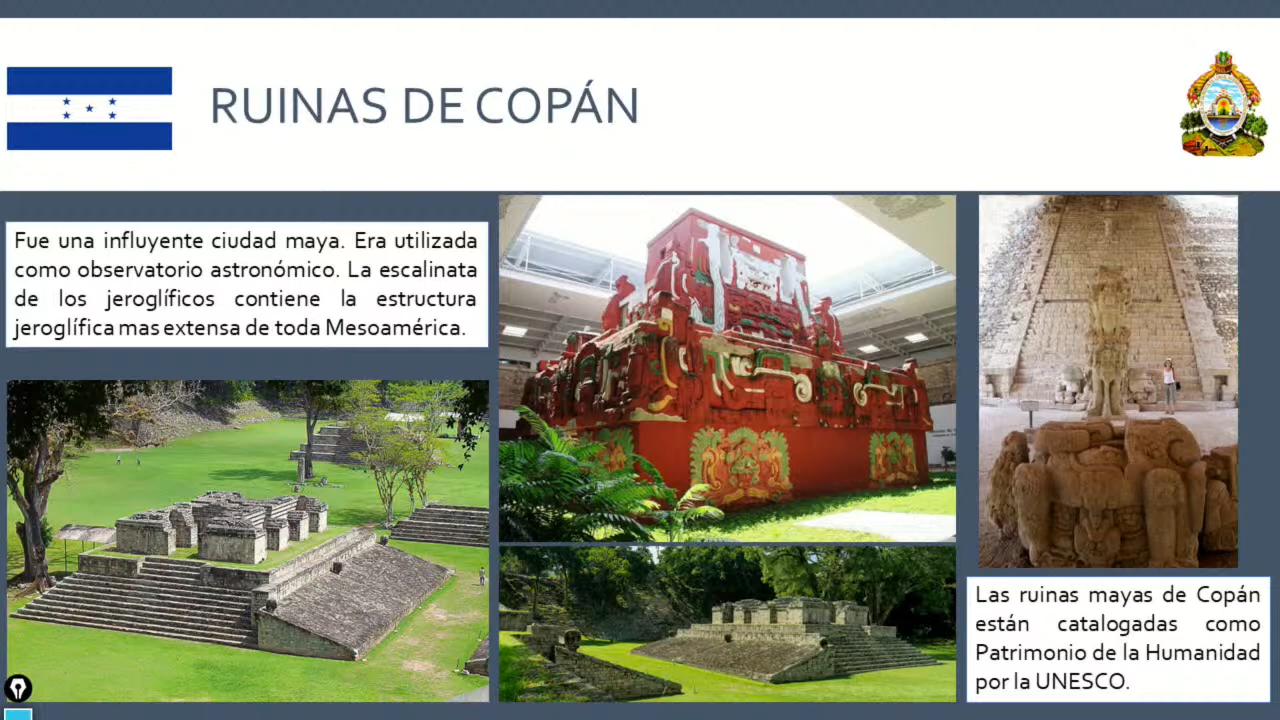 RUINAS DE COPÁN
Fue una influyente ciudad maya. Era utilizada
como observatorio astronómico. La escalinata
de los jeroglíficos contiene la estructura
jeroglífica mas extensa de toda Mesoamérica.
Las ruinas mayas de Copán
están catalogadas como
Patrimonio de la Humanidad
por la UNESCO.